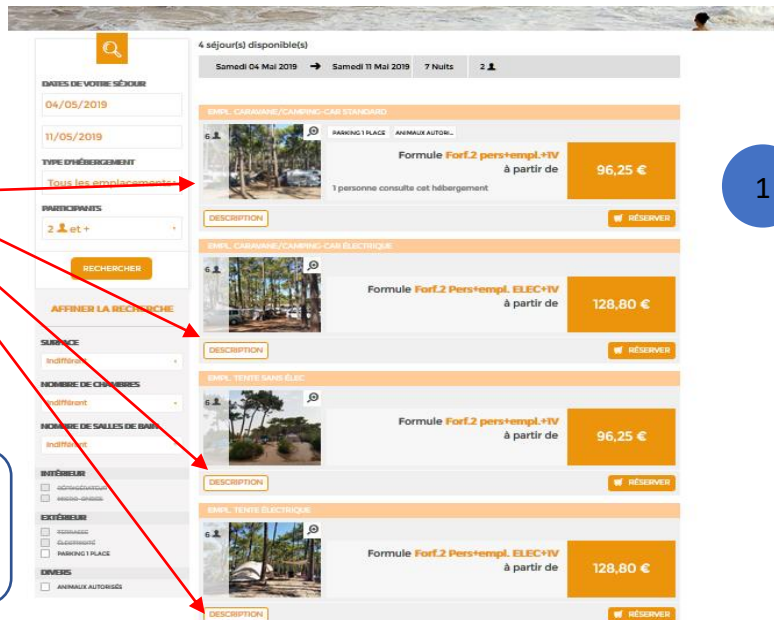 4 séjour(s) disponible(s)
Samedi 04 Mai 2019 → Samedi 11 Mai 2019 7 Nuits 2
DATES DE VOTRE SÉJOUR
04/05/2019
11/05/2019
TYPE D'HÉBERGEMENT
Tous les emplacements
PARTICIPANTS
2 et +
RECHERCHER
AFFINER LA RECHERCHE
SURFACE
Indifférent
NOMBRE DE CHAMBRES
Indifférent
NOMBRE DE SALLES DE BAIN
Indifférent
INTÉRIEUR
RÉFRIGÉRATEUR
MICRO-ONDES
EXTÉRIEUR
TERRASSE
ÉLECTRICITÉ
PARKING 1 PLACE
DIVERS
ANIMAUX AUTORISÉS
EMPL. CARAVANE/CAMPING-CAR STANDARD
6
PARKING 1 PLACE ANIMAUX AUTORI...
Formule Forf.2 pers+empl.+1V
à partir de
96,25 €
1 personne consulte cet hébergement
DESCRIPTION
RÉSERVER
EMPL. CARAVANE/CAMPING-CAR ÉLECTRIQUE
6
Formule Forf.2 Pers+empl. ELEC+1V
à partir de
128,80 €
DESCRIPTION
RÉSERVER
EMPL. TENTE SANS ÉLEC
6
Formule Forf.2 pers+empl.+1V
à partir de
96,25 €
DESCRIPTION
RÉSERVER
EMPL. TENTE ÉLECTRIQUE
6
Formule Forf.2 Pers+empl. ELEC+1V
à partir de
128,80 €
DESCRIPTION
RÉSERVER
1